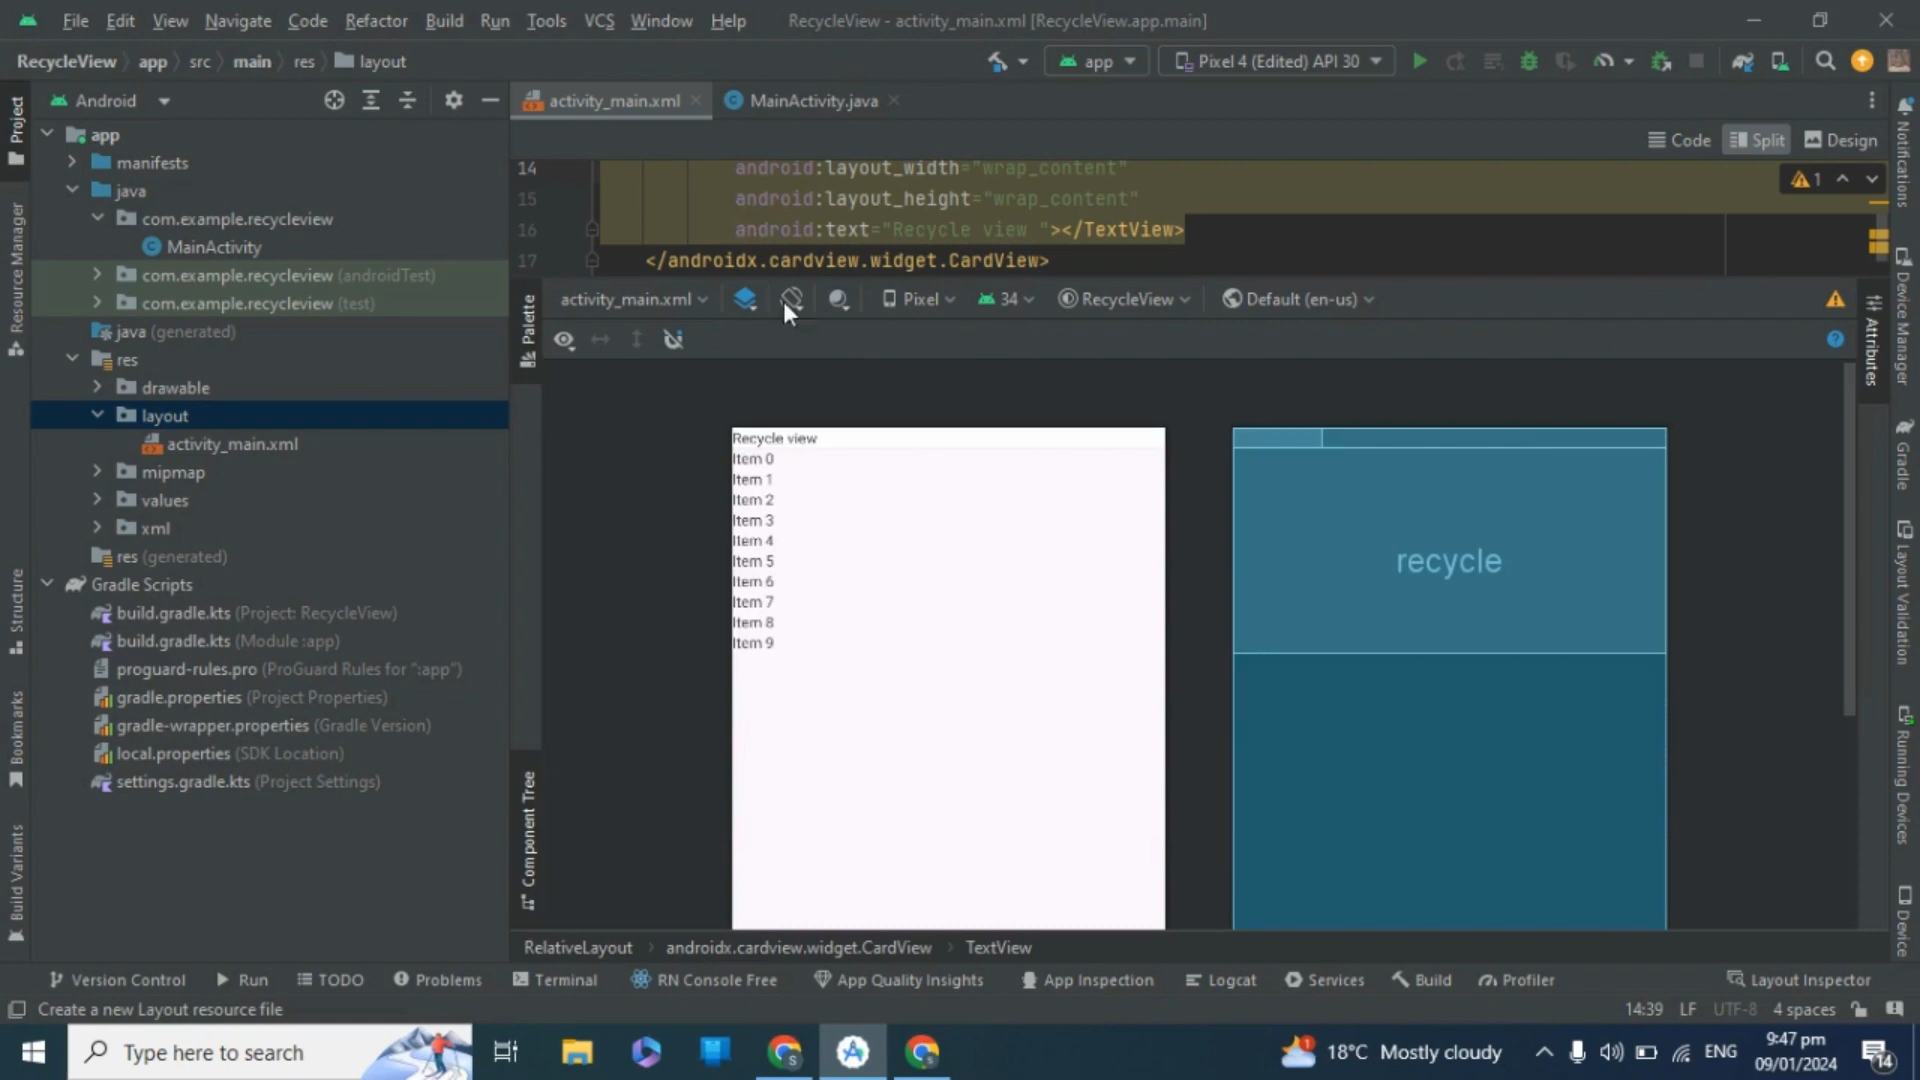 File Edit View Navigate Code Refactor Build Run Tools VCS Window Help RecycleView - activity_main.xml [RecycleView.app.main]
RecycleView app src main res layout app Pixel 4 (Edited) API 30
Android activity_main.xml MainActivity.java
Code Split Design
Project
Resource Manager
Structure
Bookmarks
Build Variants
app
manifests
java
com.example.recycleview
MainActivity
com.example.recycleview (androidTest)
com.example.recycleview (test)
java (generated)
res
drawable
layout
activity_main.xml
mipmap
values
xml
res (generated)
Gradle Scripts
build.gradle.kts (Project: RecycleView)
build.gradle.kts (Module :app)
proguard-rules.pro (ProGuard Rules for ":app")
gradle.properties (Project Properties)
gradle-wrapper.properties (Gradle Version)
local.properties (SDK Location)
settings.gradle.kts (Project Settings)
14 android:layout_width="wrap_content"
15 android:layout_height="wrap_content"
16 android:text="Recycle view "></TextView>
17 </androidx.cardview.widget.CardView>
1
activity_main.xml Pixel 34 RecycleView Default (en-us)
Palette
Component Tree
Recycle view
Item 0
Item 1
Item 2
Item 3
Item 4
Item 5
Item 6
Item 7
Item 8
Item 9
recycle
Notifications
Device Manager
Attributes
Gradle
Layout Validation
Running Devices
Device
RelativeLayout androidx.cardview.widget.CardView TextView
Version Control Run TODO Problems Terminal RN Console Free App Quality Insights App Inspection Logcat Services Build Profiler Layout Inspector
Create a new Layout resource file 14:39 LF UTF-8 4 spaces
Type here to search S S 1 18°C Mostly cloudy ENG 9:47 pm
09/01/2024 14